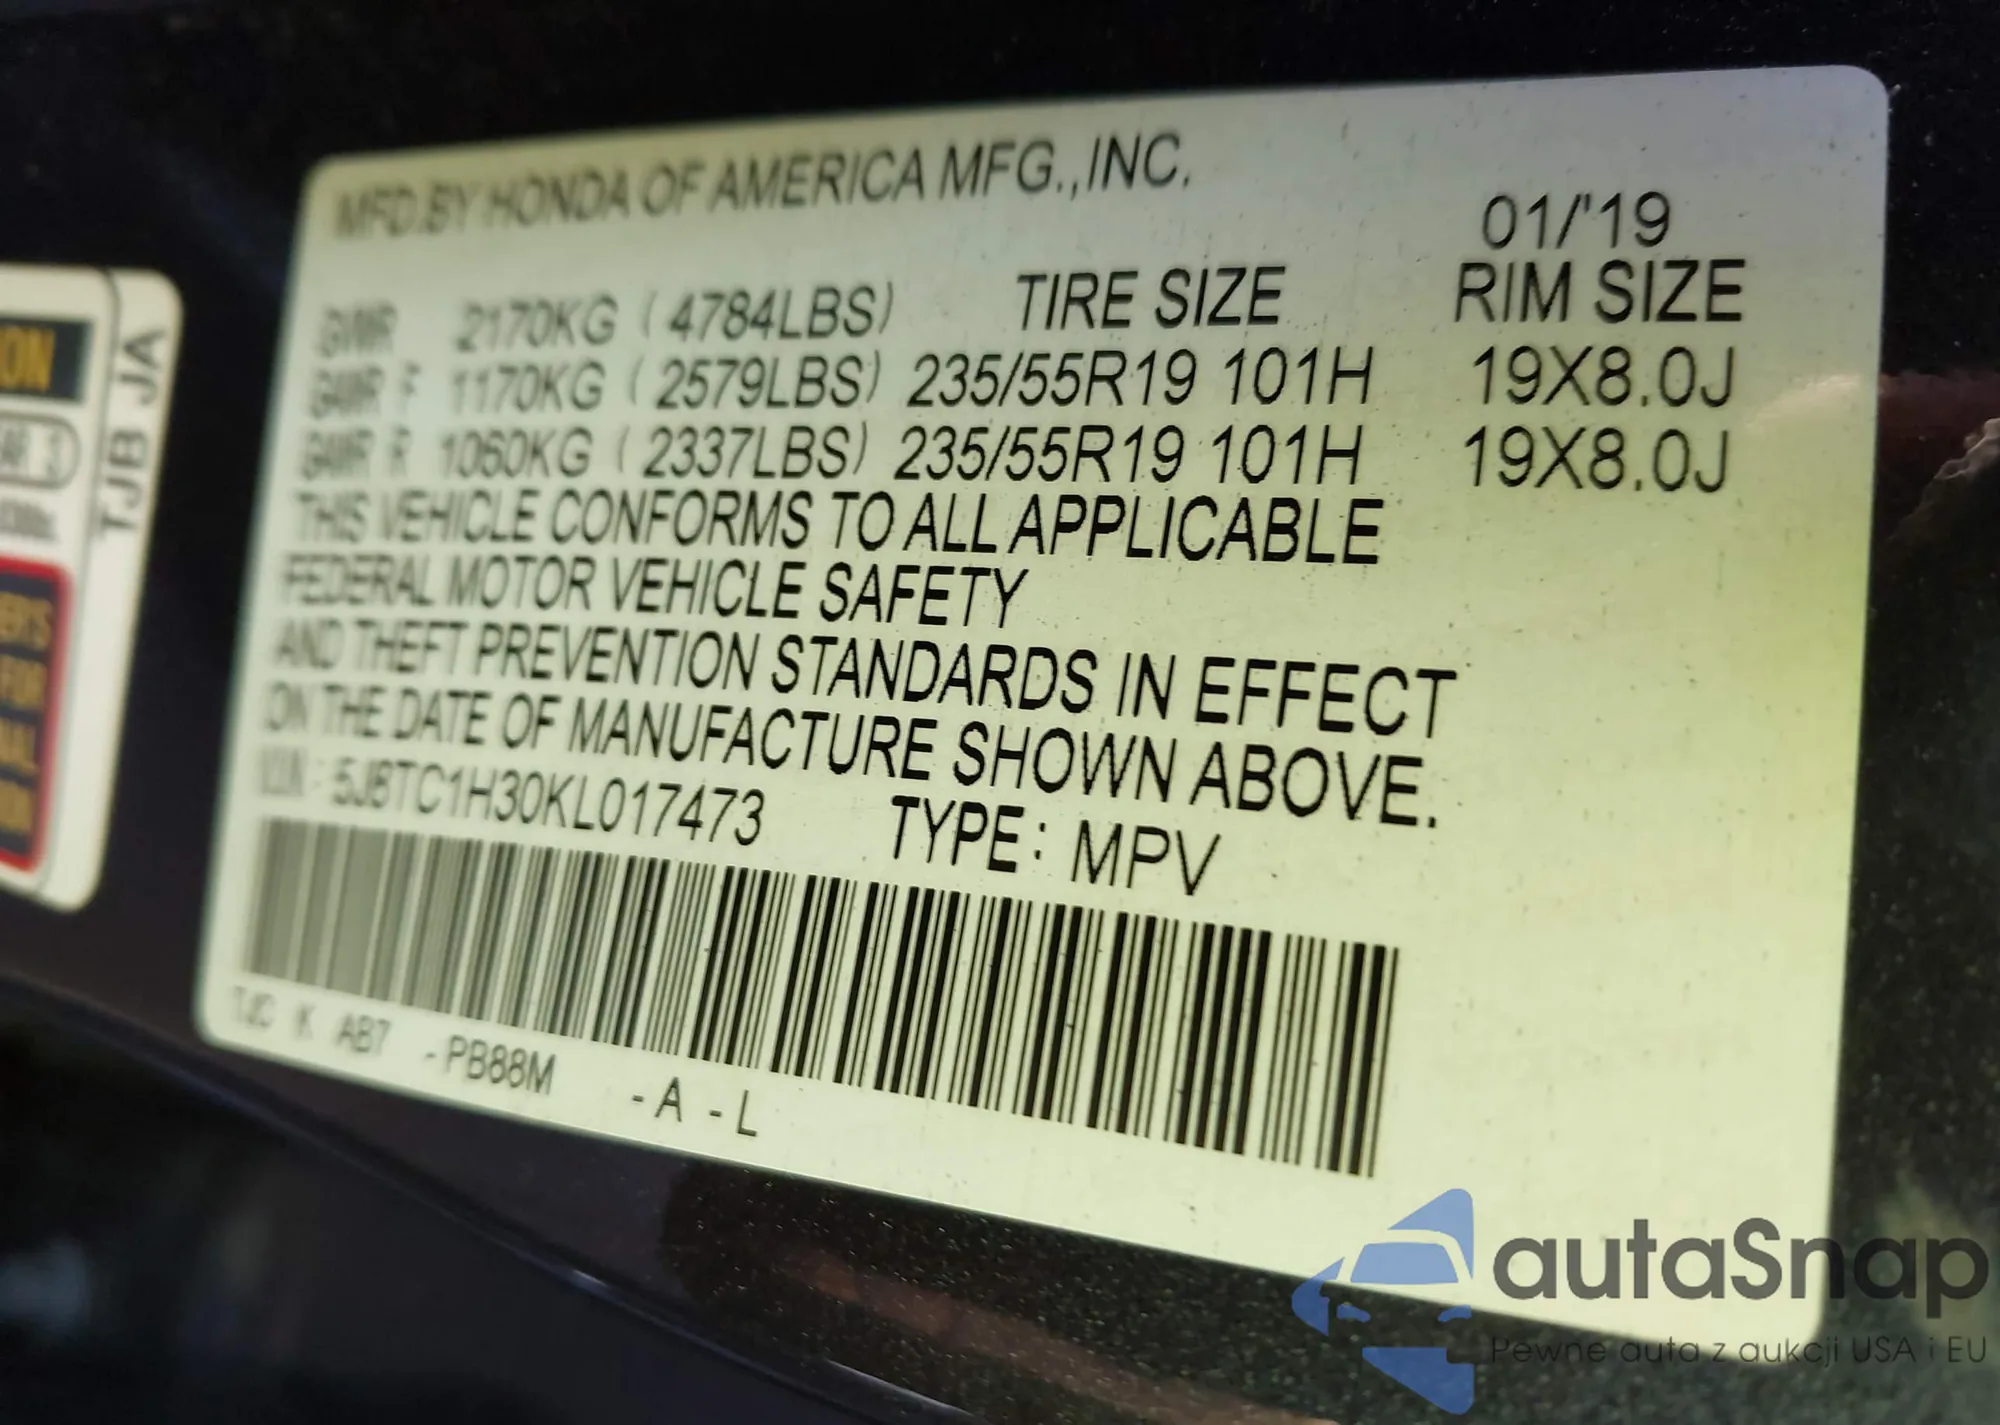 MFD.BY HONDA OF AMERICA MFG.,INC.
01/'19
GVWR 2170KG ( 4784LBS) TIRE SIZE RIM SIZE
GAWR F 1170KG ( 2579LBS) 235/55R19 101H 19X8.0J
GAWR R 1060KG ( 2337LBS) 235/55R19 101H 19X8.0J
THIS VEHICLE CONFORMS TO ALL APPLICABLE
FEDERAL MOTOR VEHICLE SAFETY
AND THEFT PREVENTION STANDARDS IN EFFECT
ON THE DATE OF MANUFACTURE SHOWN ABOVE.
VIN : 5J8TC1H30KL017473 TYPE : MPV
TJC K AB7 -PB88M -A -L
TJB JA
autaSnap
Pewne auta z aukcji USA i EU